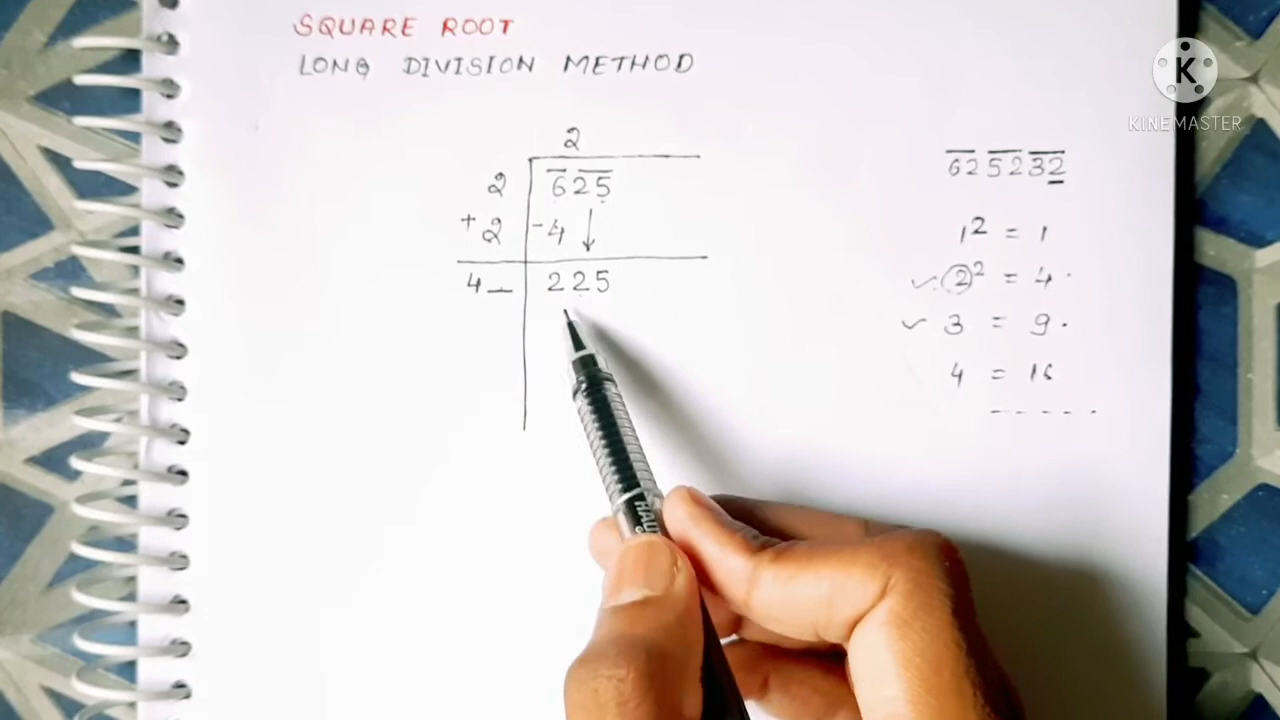 SQUARE ROOT
LONG DIVISION METHOD
K
KINEMASTER
2
2 625
+ 2 -4 ↓
4_ 225
625232
1² = 1
✓. 2² = 4.
✓ 3 = 9.
4 = 16
- - - - -